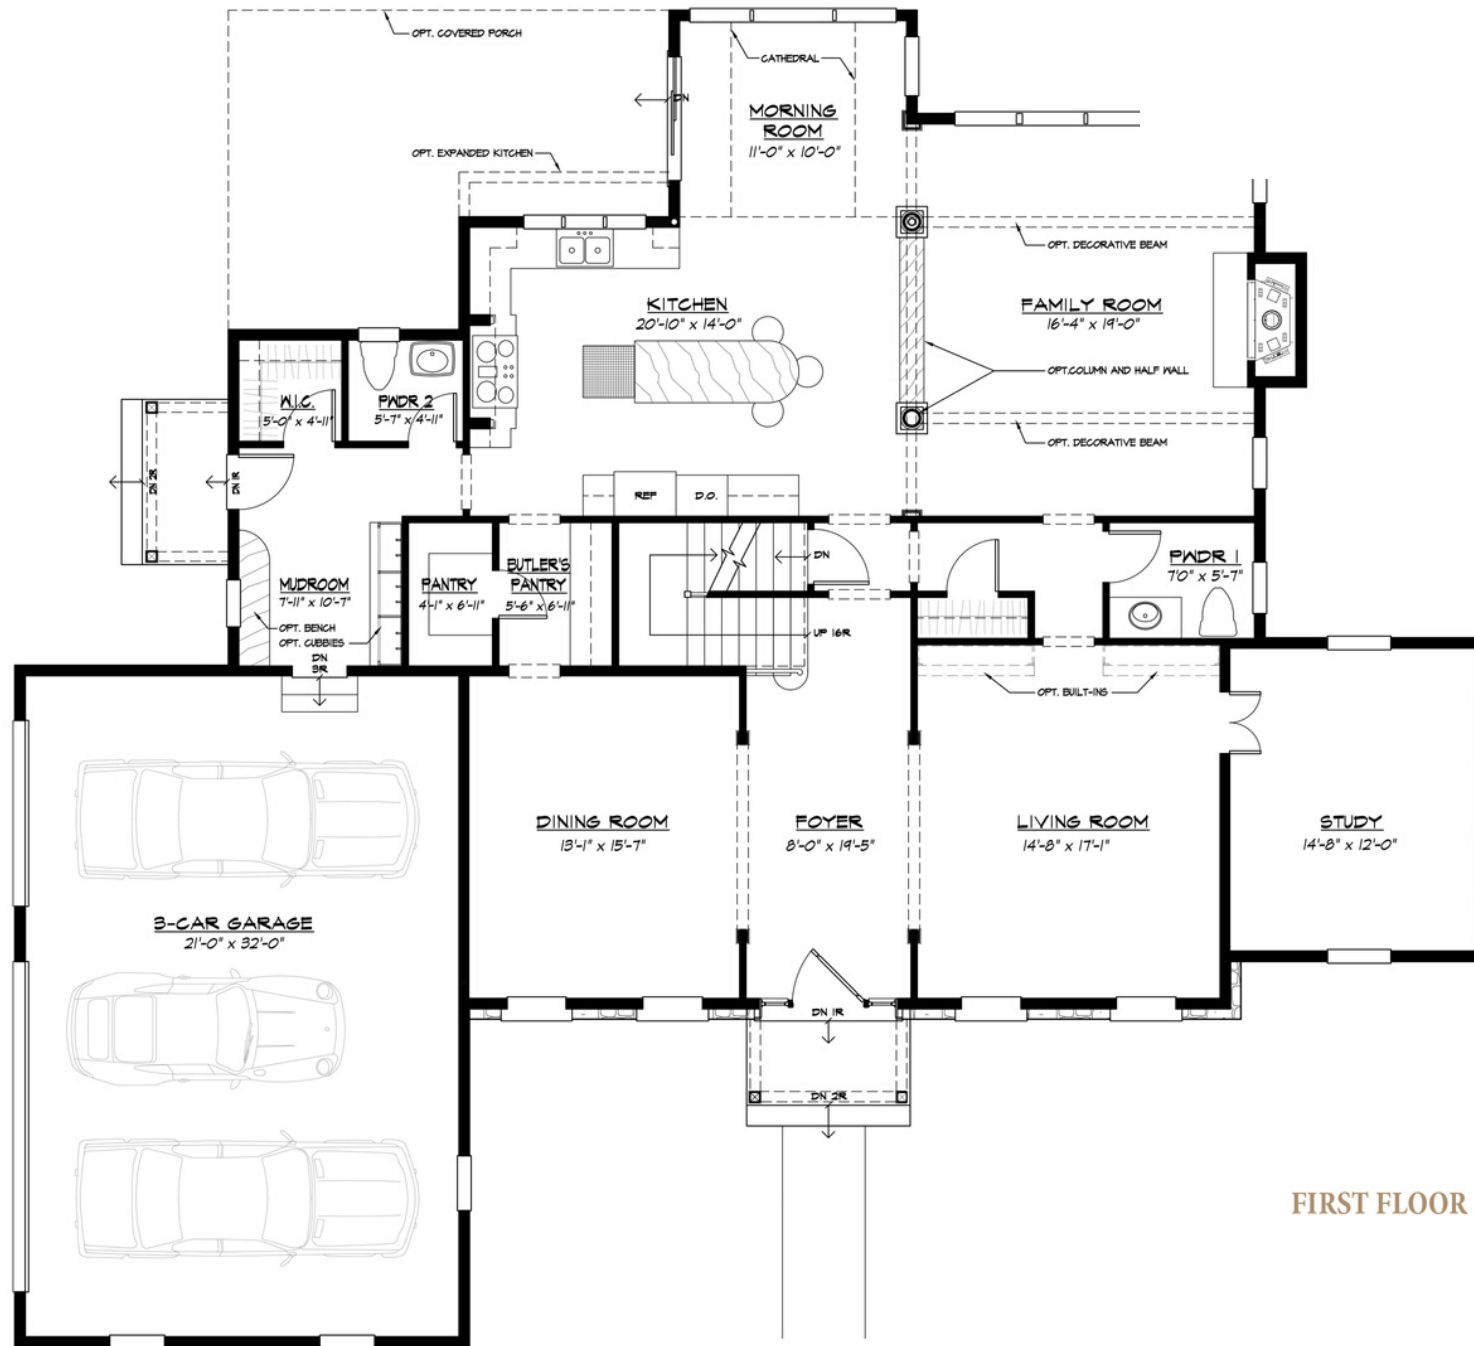 OPT. COVERED PORCH
CATHEDRAL
DN
MORNING
ROOM
11'-0" x 10'-0"
OPT. EXPANDED KITCHEN
OPT. DECORATIVE BEAM
KITCHEN
20'-10" x 14'-0"
FAMILY ROOM
16'-4" x 19'-0"
OPT.COLUMN AND HALF WALL
W.I.C.
5'-0" x 4'-11"
PWDR 2
5'-7" x 4'-11"
OPT. DECORATIVE BEAM
DN 2R
DN 1R
REF
D.O.
DN
MUDROOM
7'-11" x 10'-7"
PANTRY
4'-1" x 6'-11"
BUTLER'S
PANTRY
5'-6" x 6'-11"
PWDR 1
7'0" x 5'-7"
OPT. BENCH
OPT. CUBBIES
UP 16R
DN
3R
OPT. BUILT-INS
DINING ROOM
13'-1" x 15'-7"
FOYER
8'-0" x 19'-5"
LIVING ROOM
14'-8" x 17'-1"
STUDY
14'-8" x 12'-0"
3-CAR GARAGE
21'-0" x 32'-0"
DN 1R
DN 2R
FIRST FLOOR